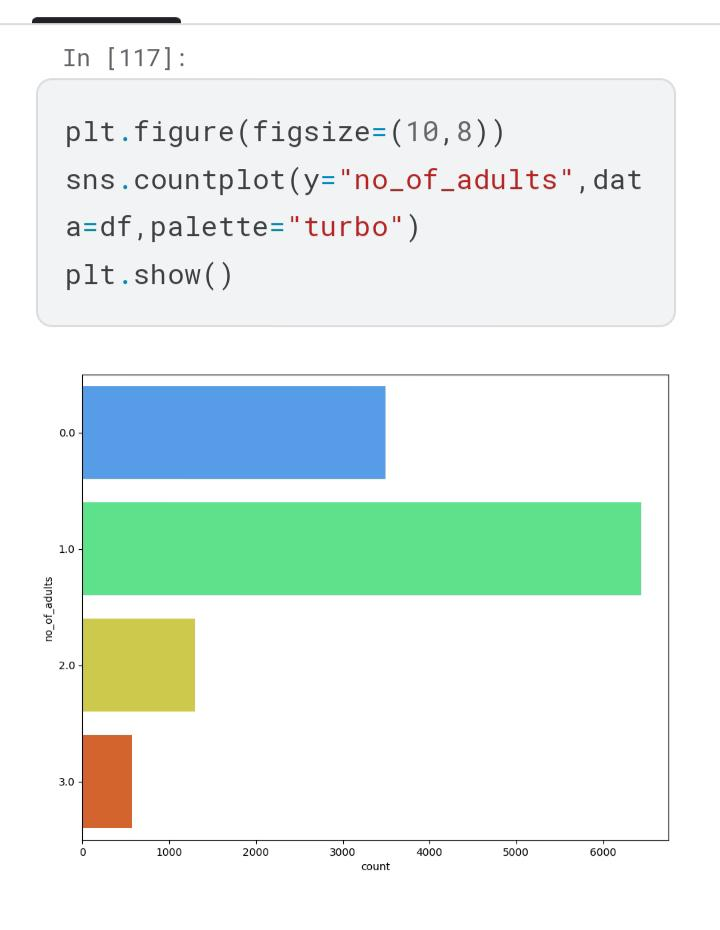 In [117]:
plt.figure(figsize=(10,8))
sns.countplot(y="no_of_adults",dat
a=df,palette="turbo")
plt.show()
0.0
1.0
2.0
3.0
no_of_adults
0 1000 2000 3000 4000 5000 6000
count